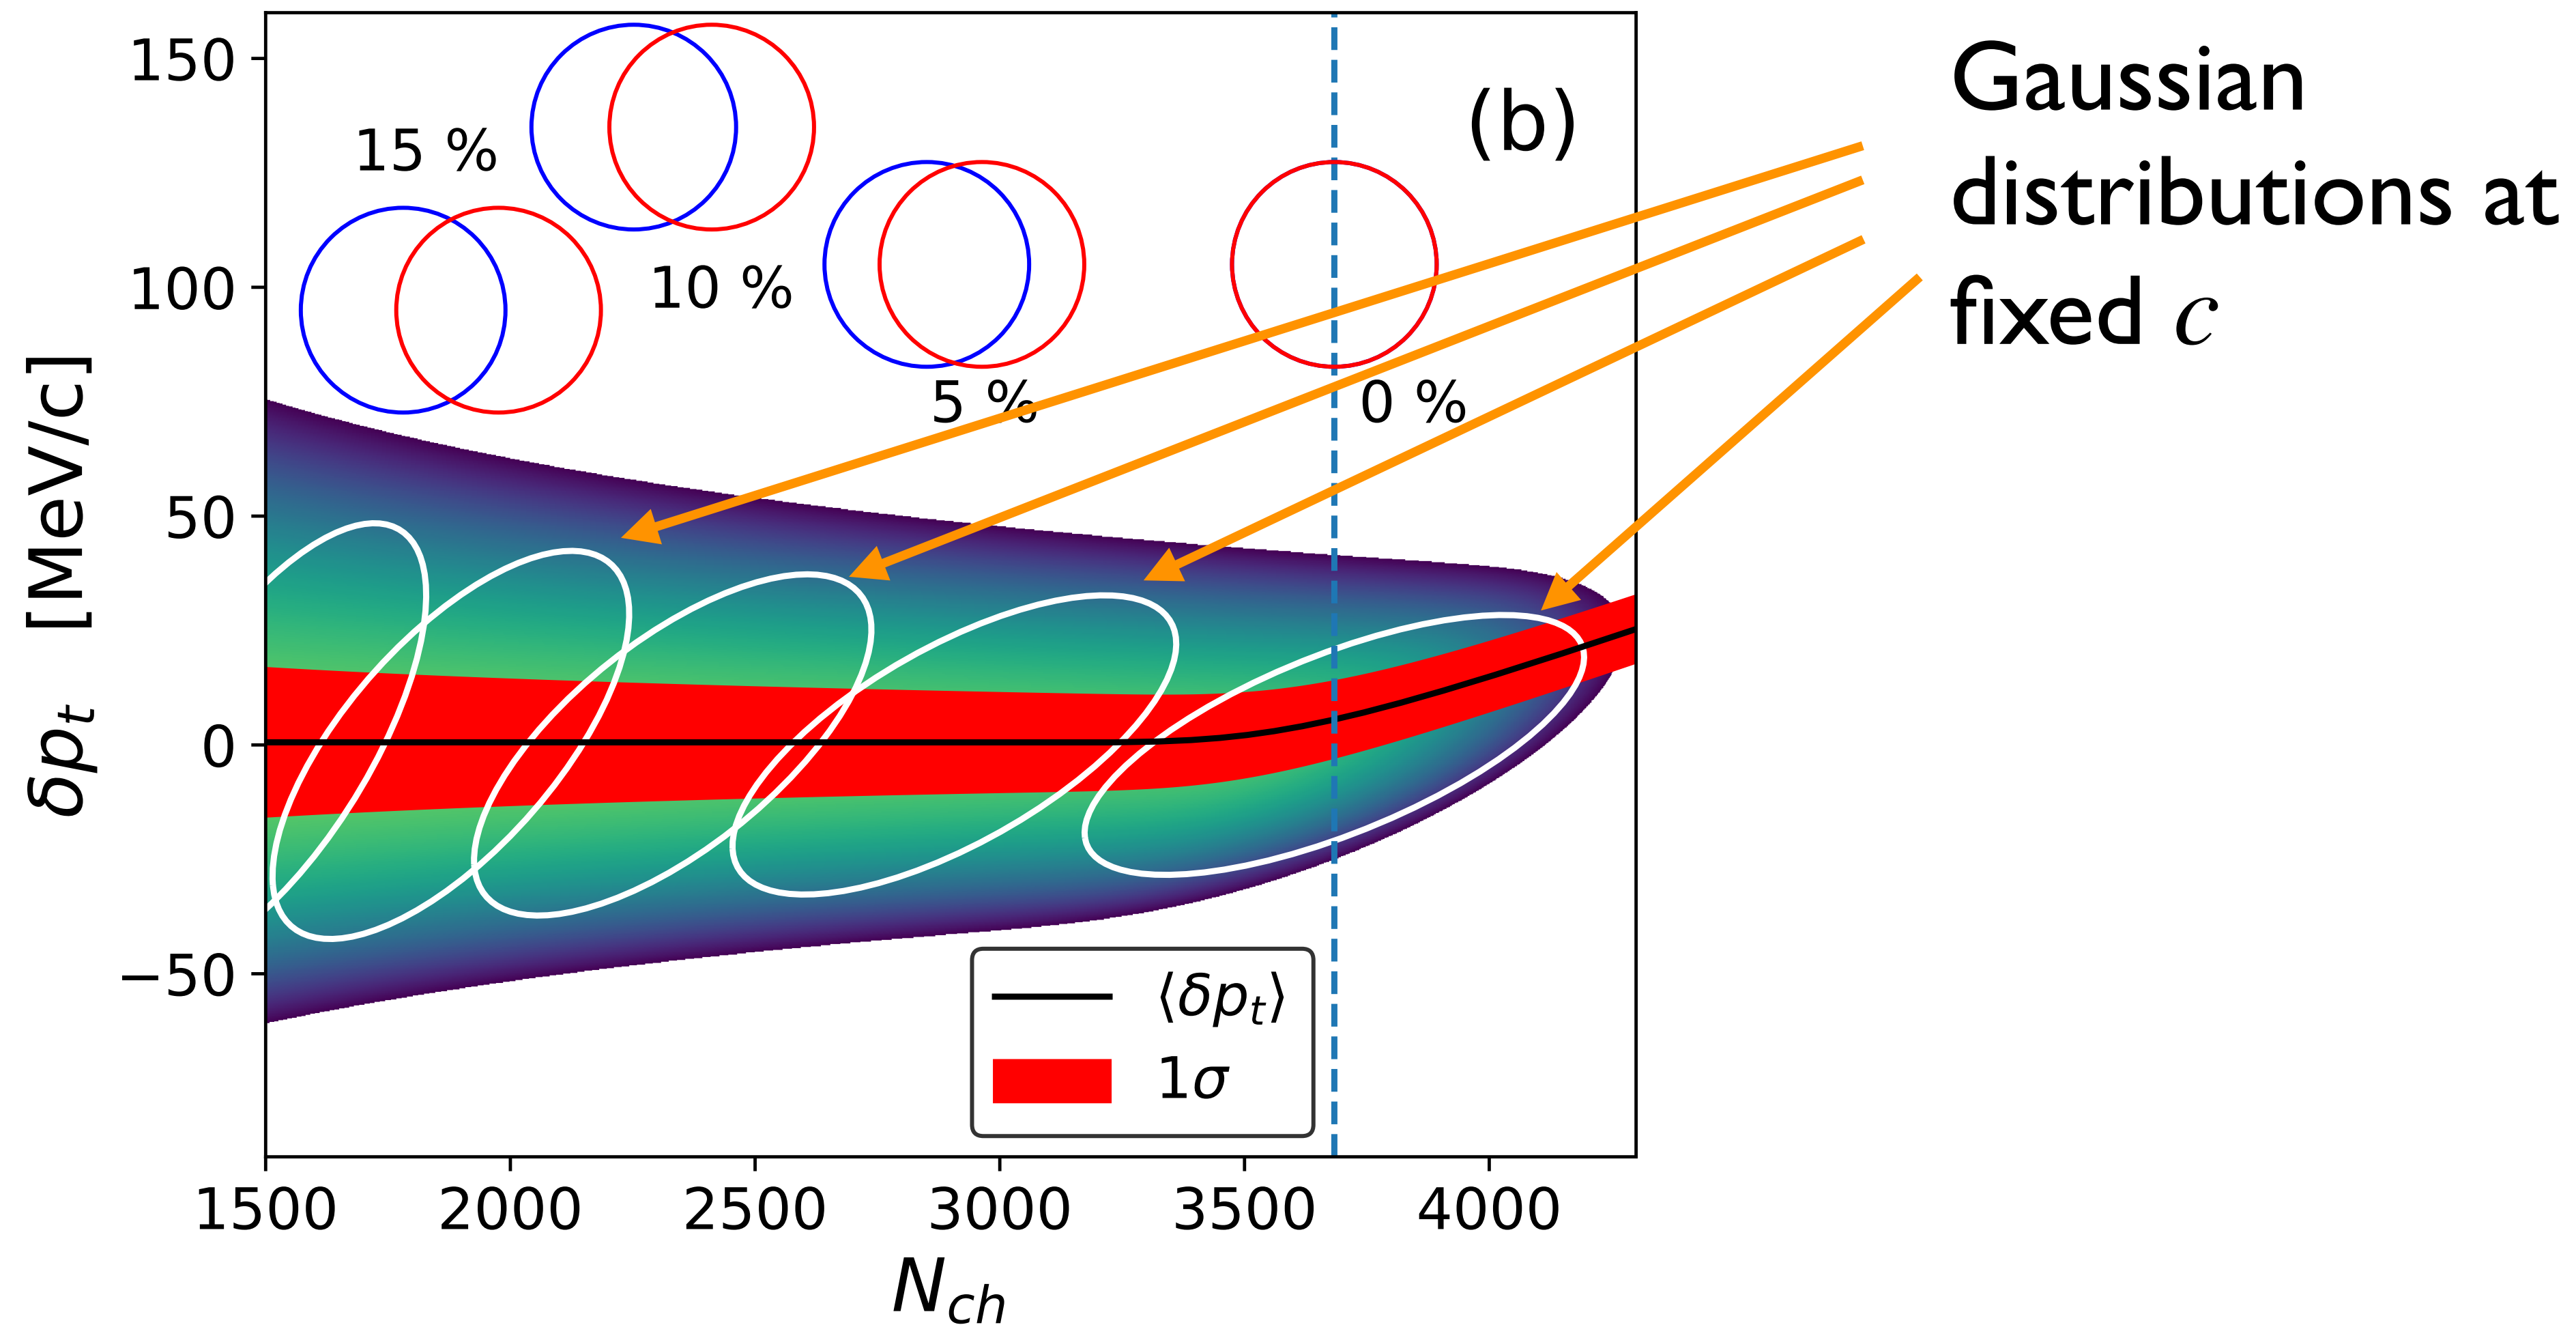 150
100
50
0
−50
δp_t [MeV/c]
15 %
10 %
5 %
0 %
(b)
⟨δp_t⟩
1σ
1500 2000 2500 3000 3500 4000
N_ch
Gaussian
distributions at
fixed c